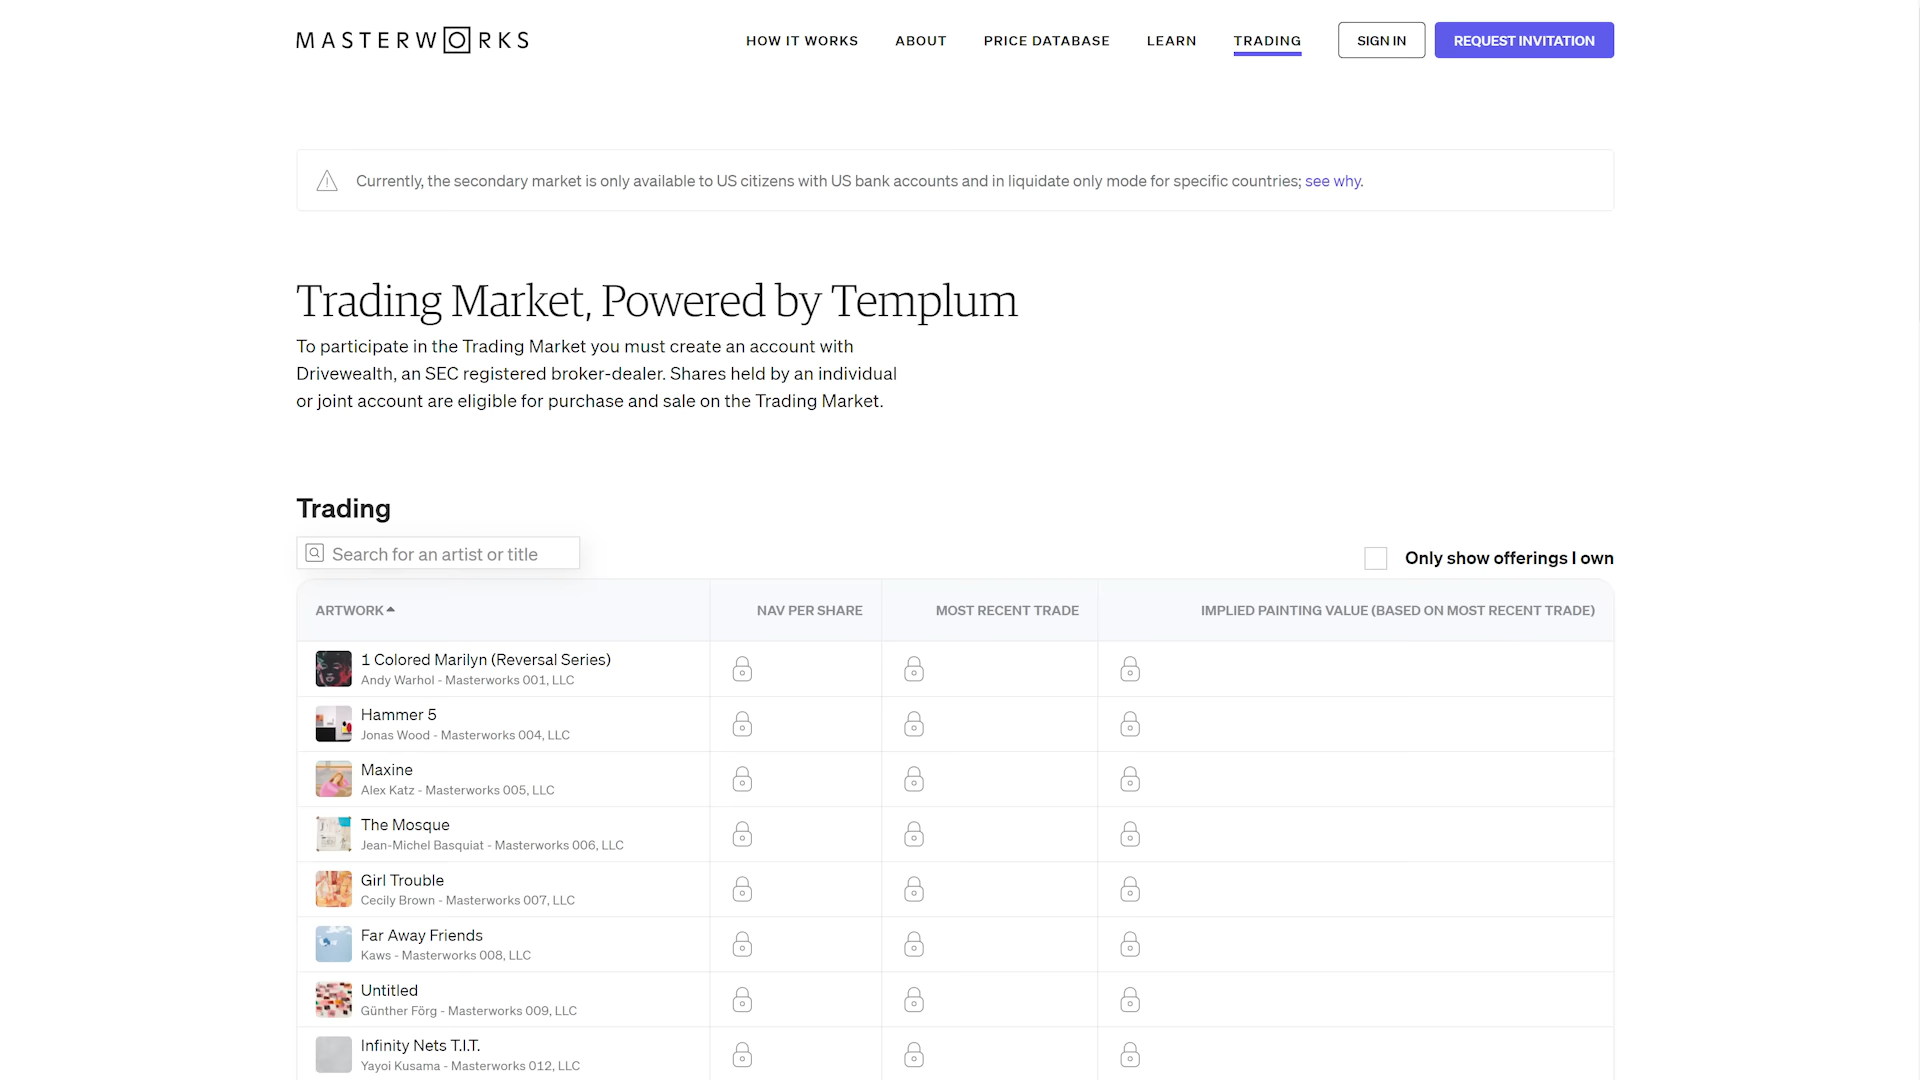 MASTERWORKS
HOW IT WORKS
ABOUT
PRICE DATABASE
LEARN
TRADING
SIGN IN
REQUEST INVITATION
Currently, the secondary market is only available to US citizens with US bank accounts and in liquidate only mode for specific countries; see why.
Trading Market, Powered by Templum
To participate in the Trading Market you must create an account with
Drivewealth, an SEC registered broker-dealer. Shares held by an individual
or joint account are eligible for purchase and sale on the Trading Market.
Trading
Search for an artist or title
Only show offerings I own
ARTWORK
NAV PER SHARE
MOST RECENT TRADE
IMPLIED PAINTING VALUE (BASED ON MOST RECENT TRADE)
1 Colored Marilyn (Reversal Series)
Andy Warhol - Masterworks 001, LLC
Hammer 5
Jonas Wood - Masterworks 004, LLC
Maxine
Alex Katz - Masterworks 005, LLC
The Mosque
Jean-Michel Basquiat - Masterworks 006, LLC
Girl Trouble
Cecily Brown - Masterworks 007, LLC
Far Away Friends
Kaws - Masterworks 008, LLC
Untitled
Günther Förg - Masterworks 009, LLC
Infinity Nets T.I.T.
Yayoi Kusama - Masterworks 012, LLC